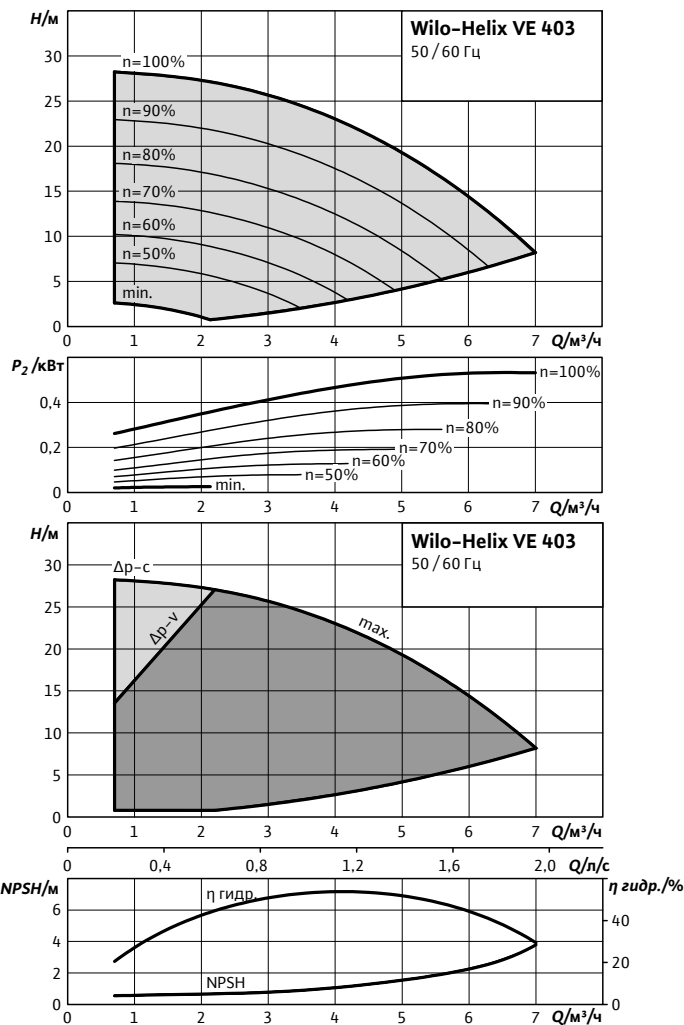 H/м
Wilo-Helix VE 403
50 / 60 Гц
30
n=100%
25
n=90%
20
n=80%
15
n=70%
n=60%
10
n=50%
5
min.
0
0 1 2 3 4 5 6 7 Q/м³/ч
P₂ /кВт
n=100%
0,4
n=90%
n=80%
0,2
n=70%
n=60%
n=50%
min.
0
0 1 2 3 4 5 6 7 Q/м³/ч
H/м
Wilo-Helix VE 403
50 / 60 Гц
30
Δp-c
25
Δp-v
max.
20
15
10
5
0
0 1 2 3 4 5 6 7 Q/м³/ч
0 0,4 0,8 1,2 1,6 2,0 Q/л/с
NPSH/м
η гидр./%
η гидр.
6
40
4
20
2
NPSH
0
0
0 1 2 3 4 5 6 7 Q/м³/ч